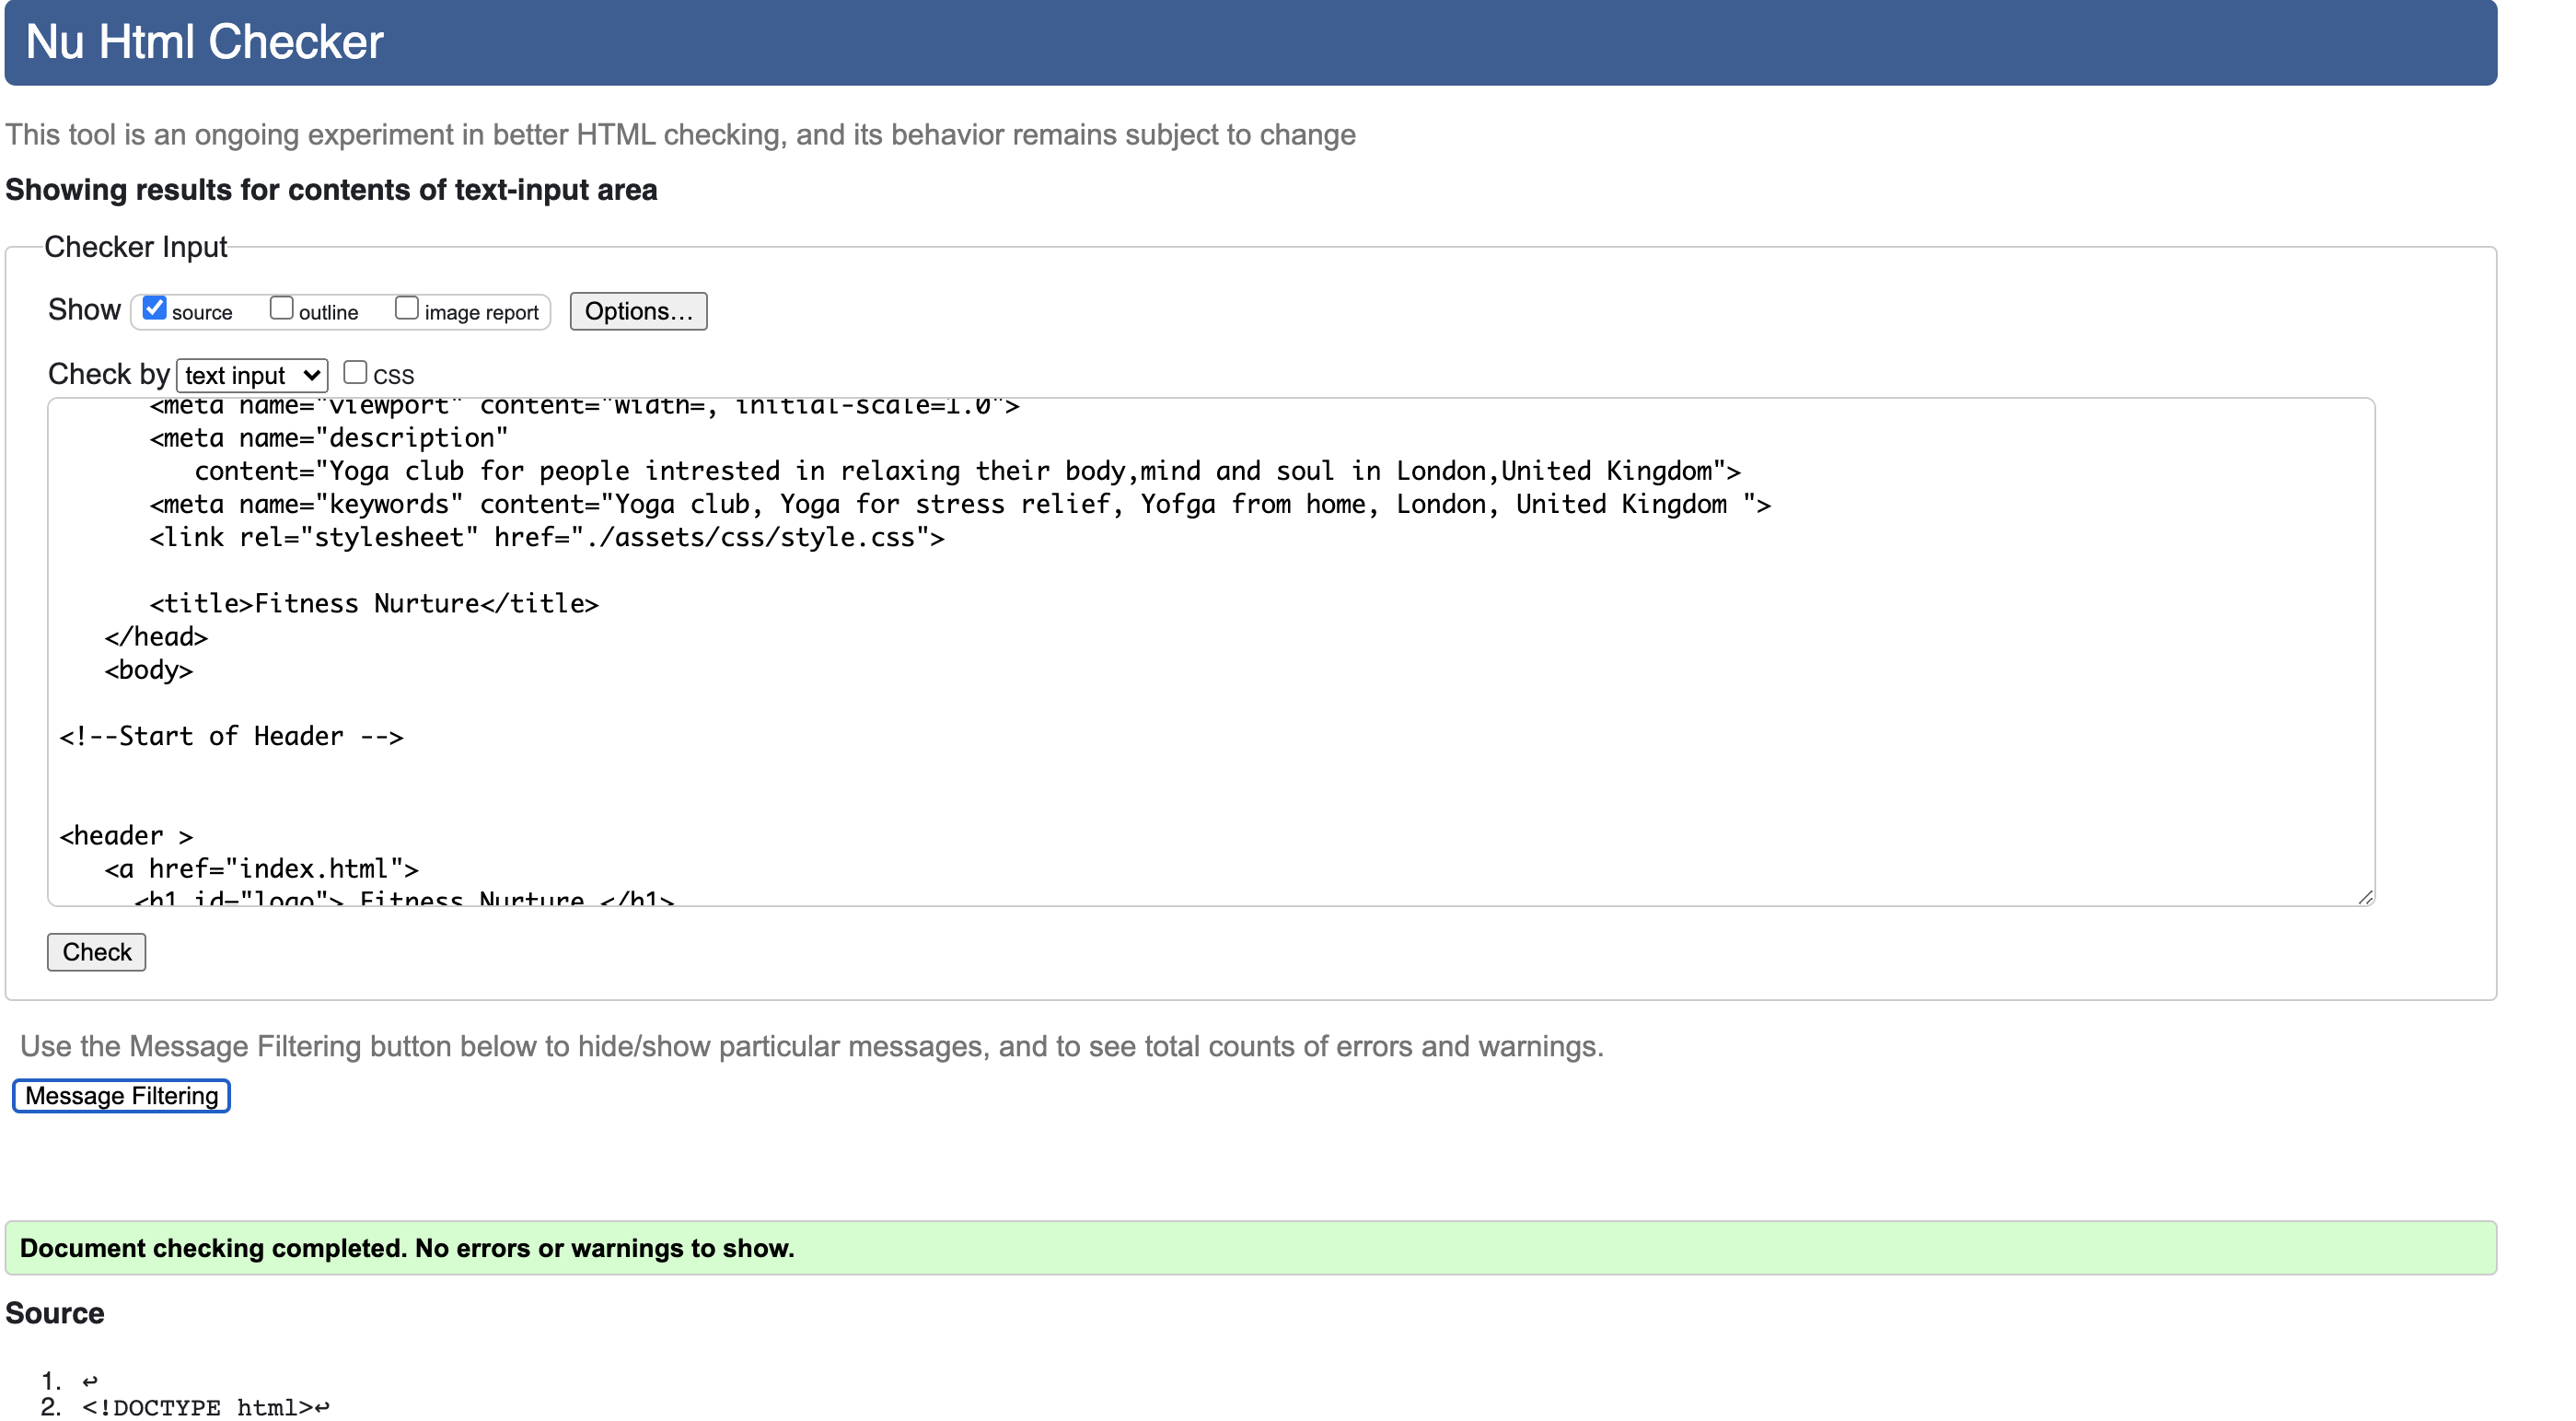 Nu Html Checker
This tool is an ongoing experiment in better HTML checking, and its behavior remains subject to change
Showing results for contents of text-input area
Checker Input
Show source outline image report Options...
Check by text input CSS
<meta name="viewport" content="width=, initial-scale=1.0">
<meta name="description"
content="Yoga club for people intrested in relaxing their body,mind and soul in London,United Kingdom">
<meta name="keywords" content="Yoga club, Yoga for stress relief, Yofga from home, London, United Kingdom ">
<link rel="stylesheet" href="./assets/css/style.css">
<title>Fitness Nurture</title>
</head>
<body>
<!--Start of Header -->
<header >
<a href="index.html">
<h1 id="logo"> Fitness Nurture </h1>
Check
Use the Message Filtering button below to hide/show particular messages, and to see total counts of errors and warnings.
Message Filtering
Document checking completed. No errors or warnings to show.
Source
1. ↩
2. <!DOCTYPE html>↩